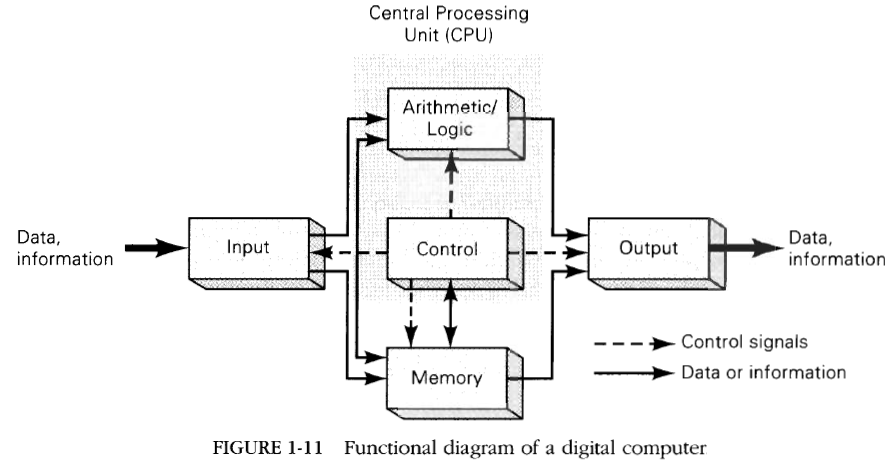 Central Processing
Unit (CPU)
Arithmetic/
Logic
Data,
information
Input
Control
Output
Data,
information
Memory
Control signals
Data or information
FIGURE 1-11 Functional diagram of a digital computer